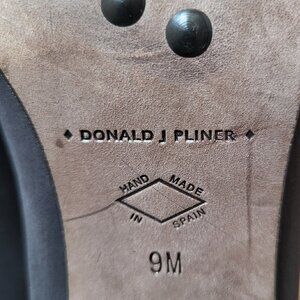 ♦ DONALD J PLINER ♦
HAND MADE
IN SPAIN
9M